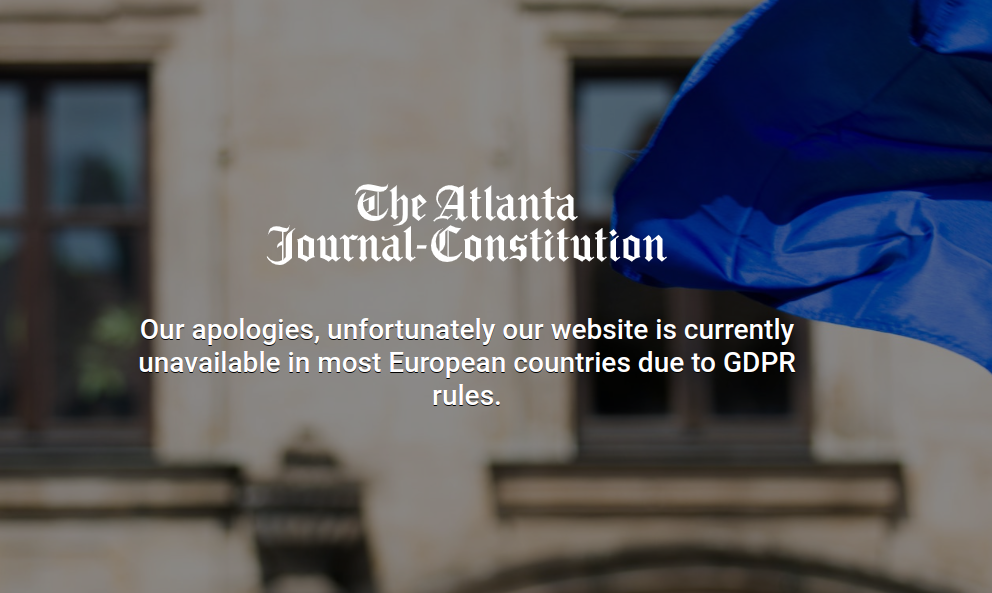 The Atlanta
Journal-Constitution
Our apologies, unfortunately our website is currently
unavailable in most European countries due to GDPR
rules.